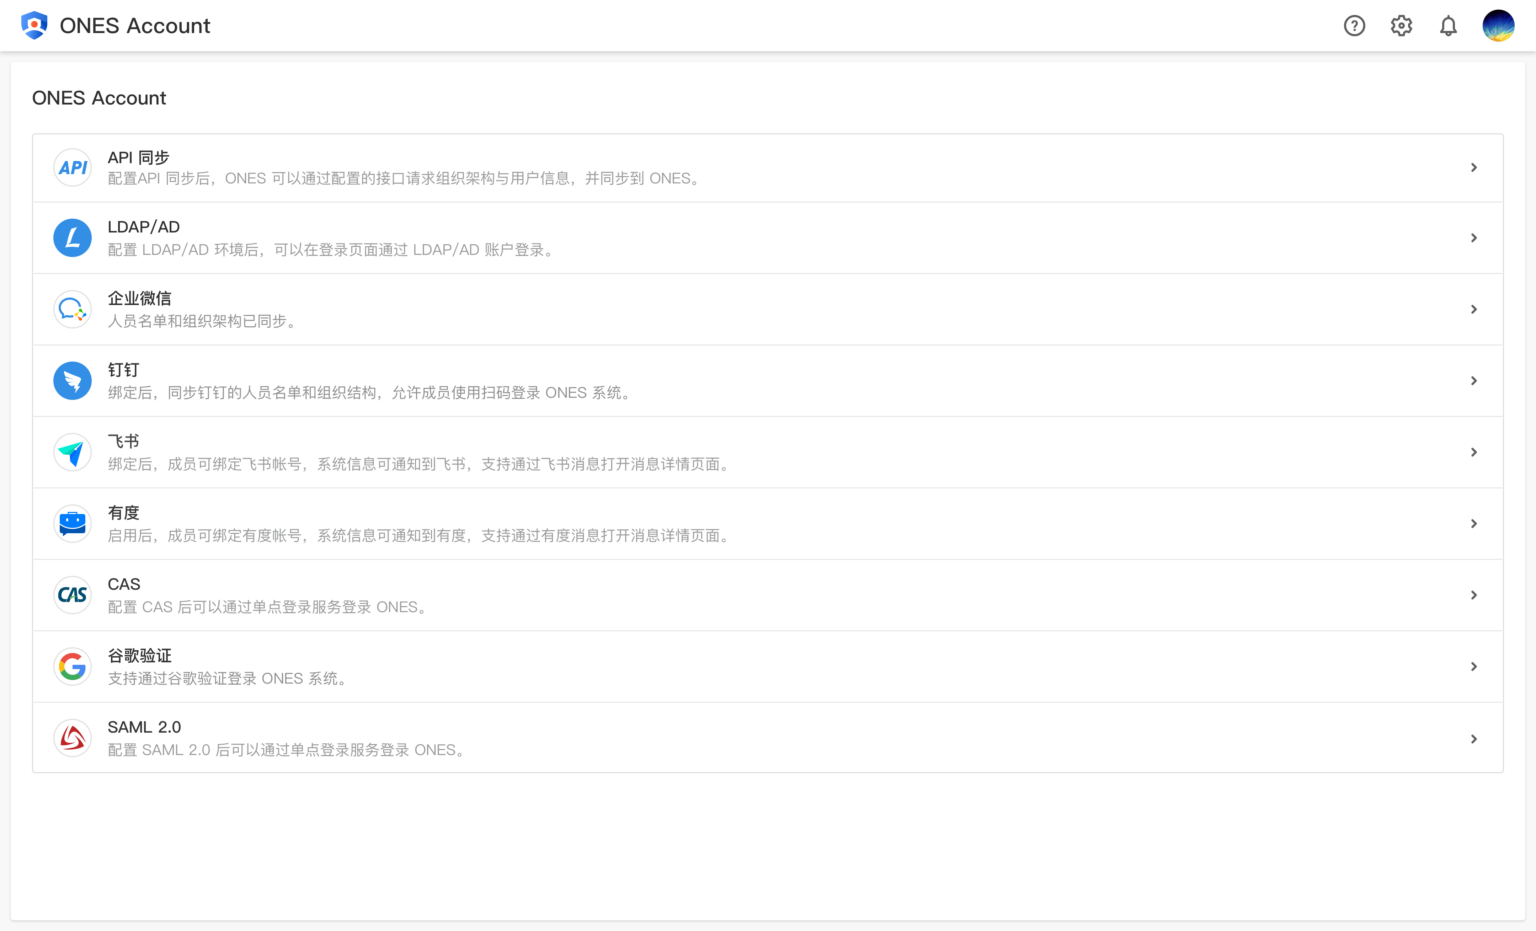 ONES Account
ONES Account
API
API 同步
配置API 同步后，ONES 可以通过配置的接口请求组织架构与用户信息，并同步到 ONES。
L
LDAP/AD
配置 LDAP/AD 环境后，可以在登录页面通过 LDAP/AD 账户登录。
企业微信
人员名单和组织架构已同步。
钉钉
绑定后，同步钉钉的人员名单和组织结构，允许成员使用扫码登录 ONES 系统。
飞书
绑定后，成员可绑定飞书帐号，系统信息可通知到飞书，支持通过飞书消息打开消息详情页面。
有度
启用后，成员可绑定有度帐号，系统信息可通知到有度，支持通过有度消息打开消息详情页面。
CAS
CAS
配置 CAS 后可以通过单点登录服务登录 ONES。
谷歌验证
支持通过谷歌验证登录 ONES 系统。
SAML 2.0
配置 SAML 2.0 后可以通过单点登录服务登录 ONES。